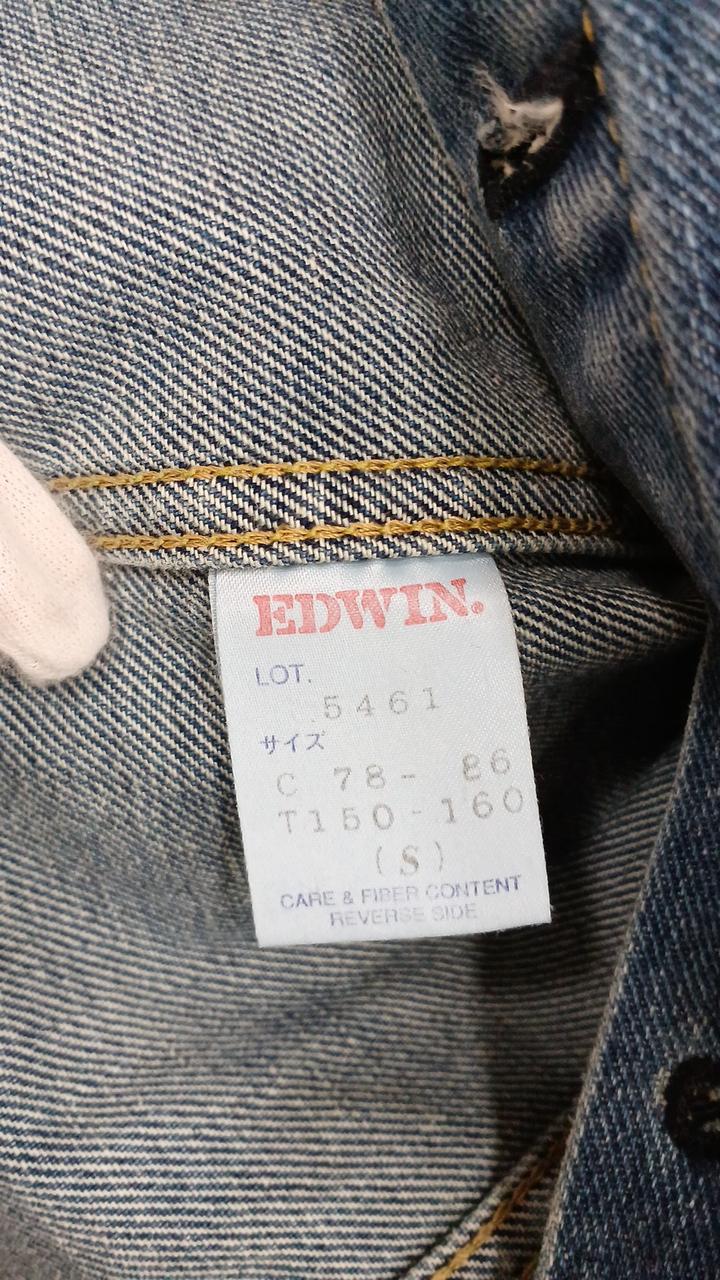 EDWIN.
LOT.
5461
サイズ
C 78- 86
T150-160
(S)
CARE & FIBER CONTENT
REVERSE SIDE